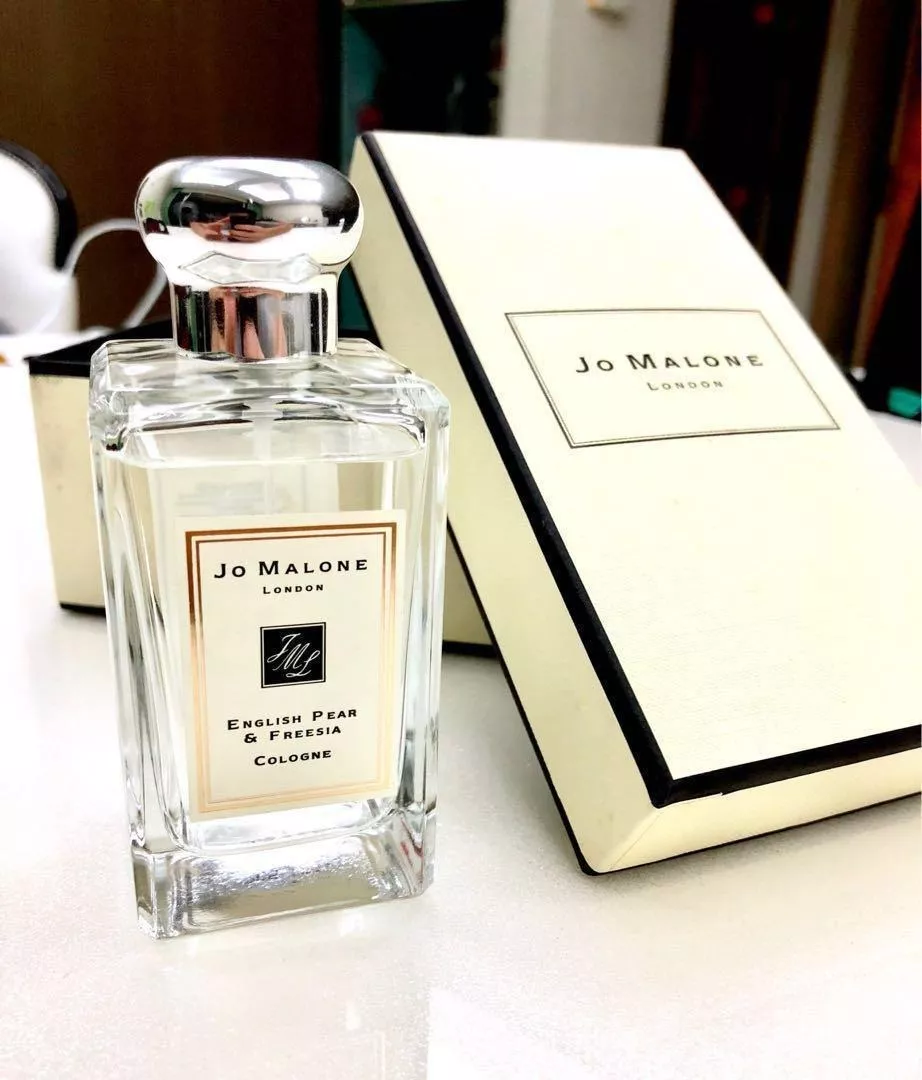 Jo Malone
London
JML
English Pear
& Freesia
Cologne
Jo Malone
London